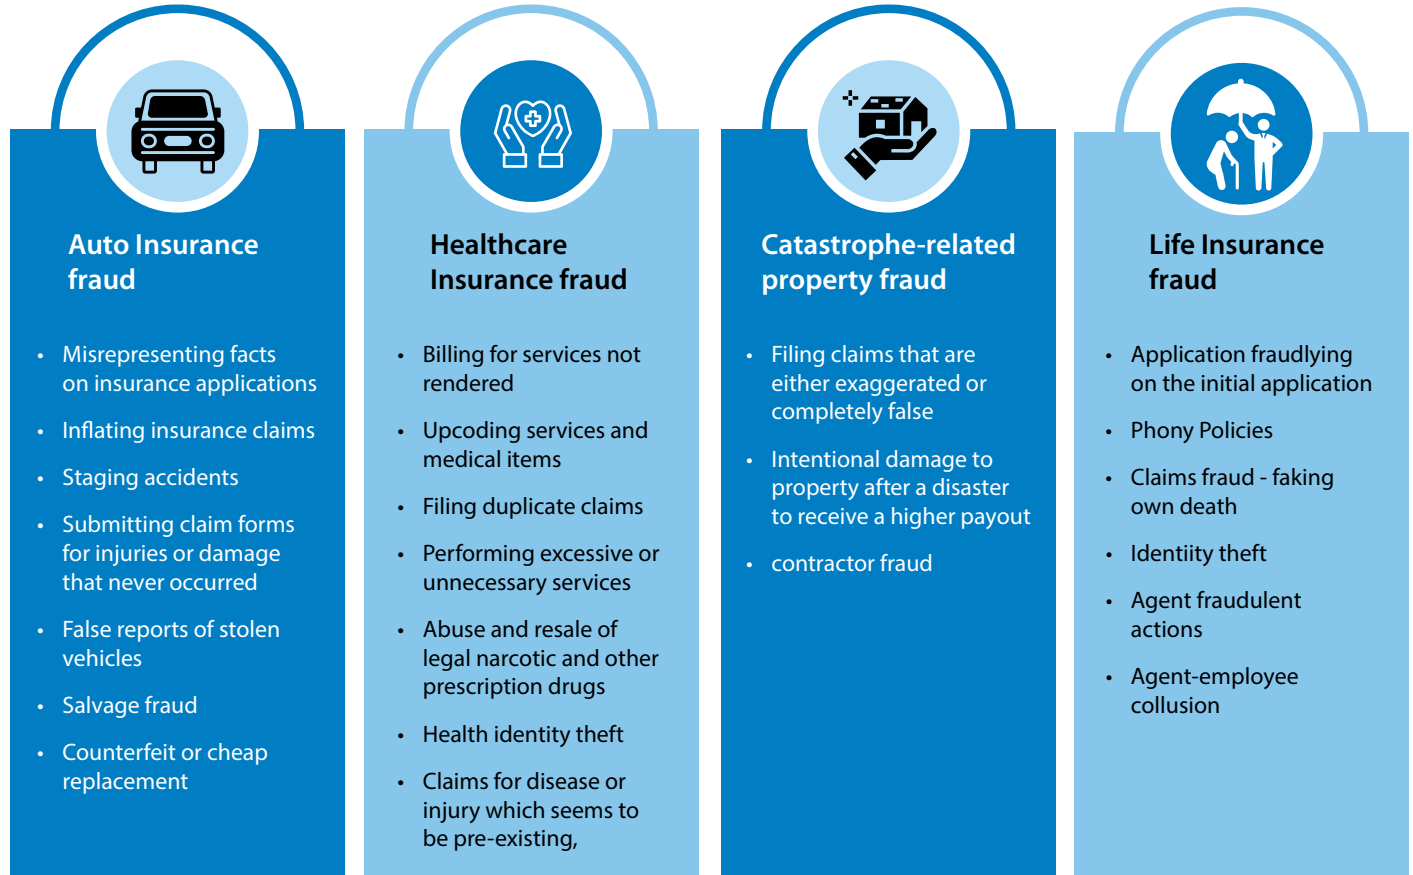 Auto Insurance
fraud
• Misrepresenting facts
on insurance applications
• Inflating insurance claims
• Staging accidents
• Submitting claim forms
for injuries or damage
that never occurred
• False reports of stolen
vehicles
• Salvage fraud
• Counterfeit or cheap
replacement
Healthcare
Insurance fraud
• Billing for services not
rendered
• Upcoding services and
medical items
• Filing duplicate claims
• Performing excessive or
unnecessary services
• Abuse and resale of
legal narcotic and other
prescription drugs
• Health identity theft
• Claims for disease or
injury which seems to
be pre-existing,
Catastrophe-related
property fraud
• Filing claims that are
either exaggerated or
completely false
• Intentional damage to
property after a disaster
to receive a higher payout
• contractor fraud
Life Insurance
fraud
• Application fraudlying
on the initial application
• Phony Policies
• Claims fraud - faking
own death
• Identiity theft
• Agent fraudulent
actions
• Agent-employee
collusion